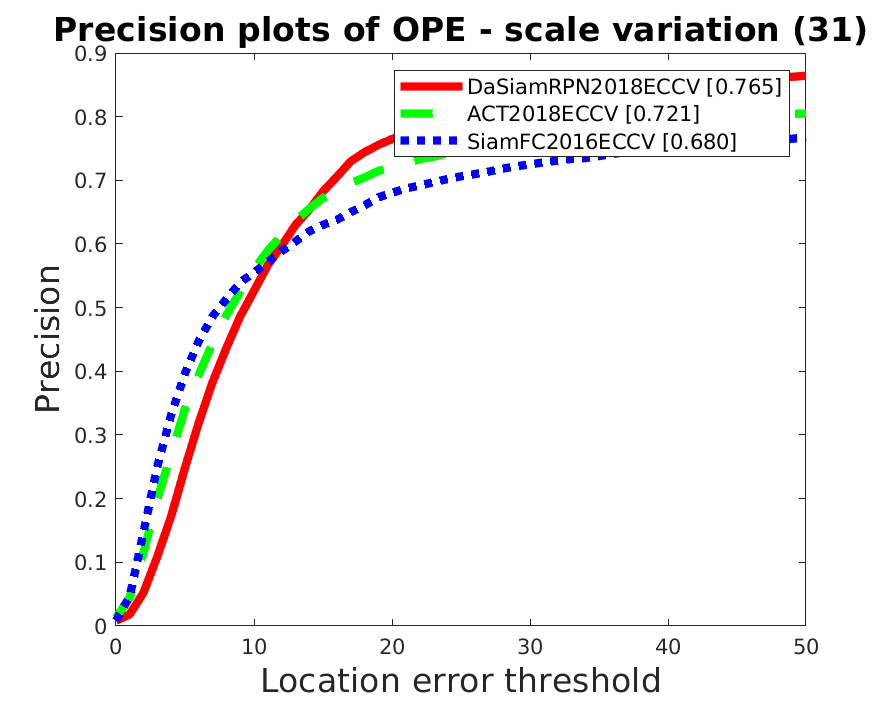 Precision plots of OPE - scale variation (31)
0.9
0.8
0.7
0.6
0.5
0.4
0.3
0.2
0.1
0
Precision
DaSiamRPN2018ECCV [0.765]
ACT2018ECCV [0.721]
SiamFC2016ECCV [0.680]
0 10 20 30 40 50
Location error threshold